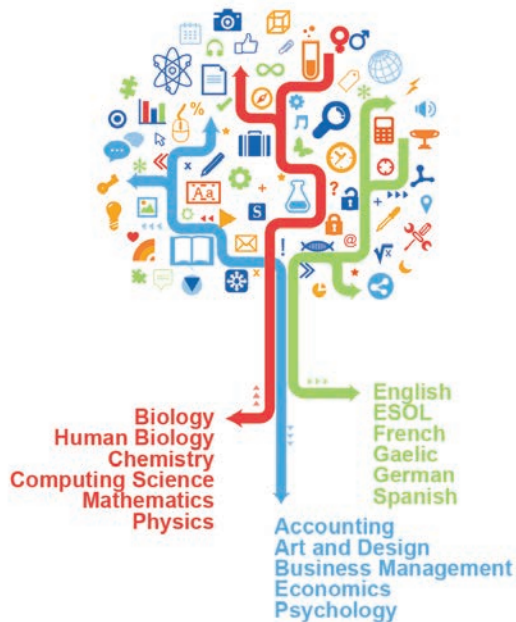 %
x
Aa
+
?
S
@
!
+
√x
x
Biology
Human Biology
Chemistry
Computing Science
Mathematics
Physics
English
ESOL
French
Gaelic
German
Spanish
Accounting
Art and Design
Business Management
Economics
Psychology